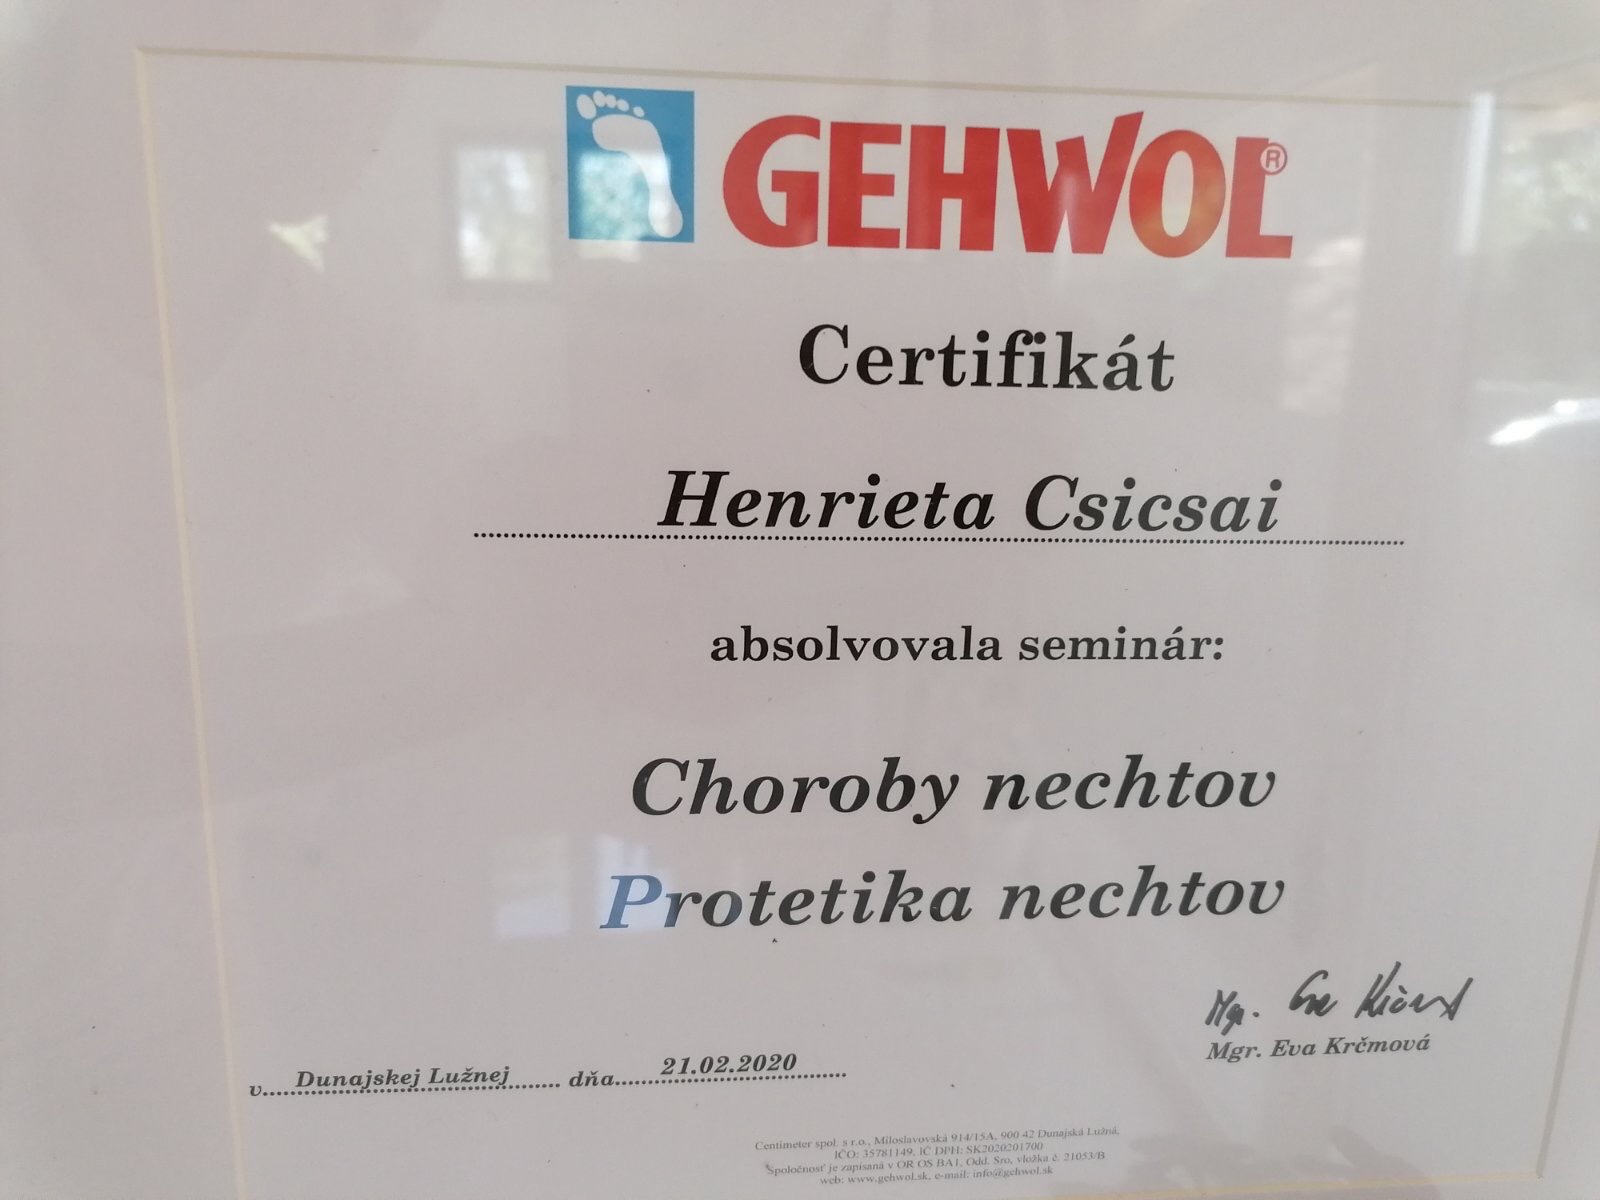 GEHWOL®
Certifikát
Henrieta Csicsai
absolvovala seminár:
Choroby nechtov
Protetika nechtov
Mgr. Eva Krčmová
v.....Dunajskej Lužnej..... dňa.....21.02.2020.....
Centimeter spol. s r.o., Miloslavovská 914/15A, 900 42 Dunajská Lužná,
IČO: 35781149, IČ DPH: SK2020201700
Spoločnosť je zapísaná v OR OS BA1, Odd. Sro, vložka č. 21053/B
web: www.gehwol.sk, e-mail: info@gehwol.sk